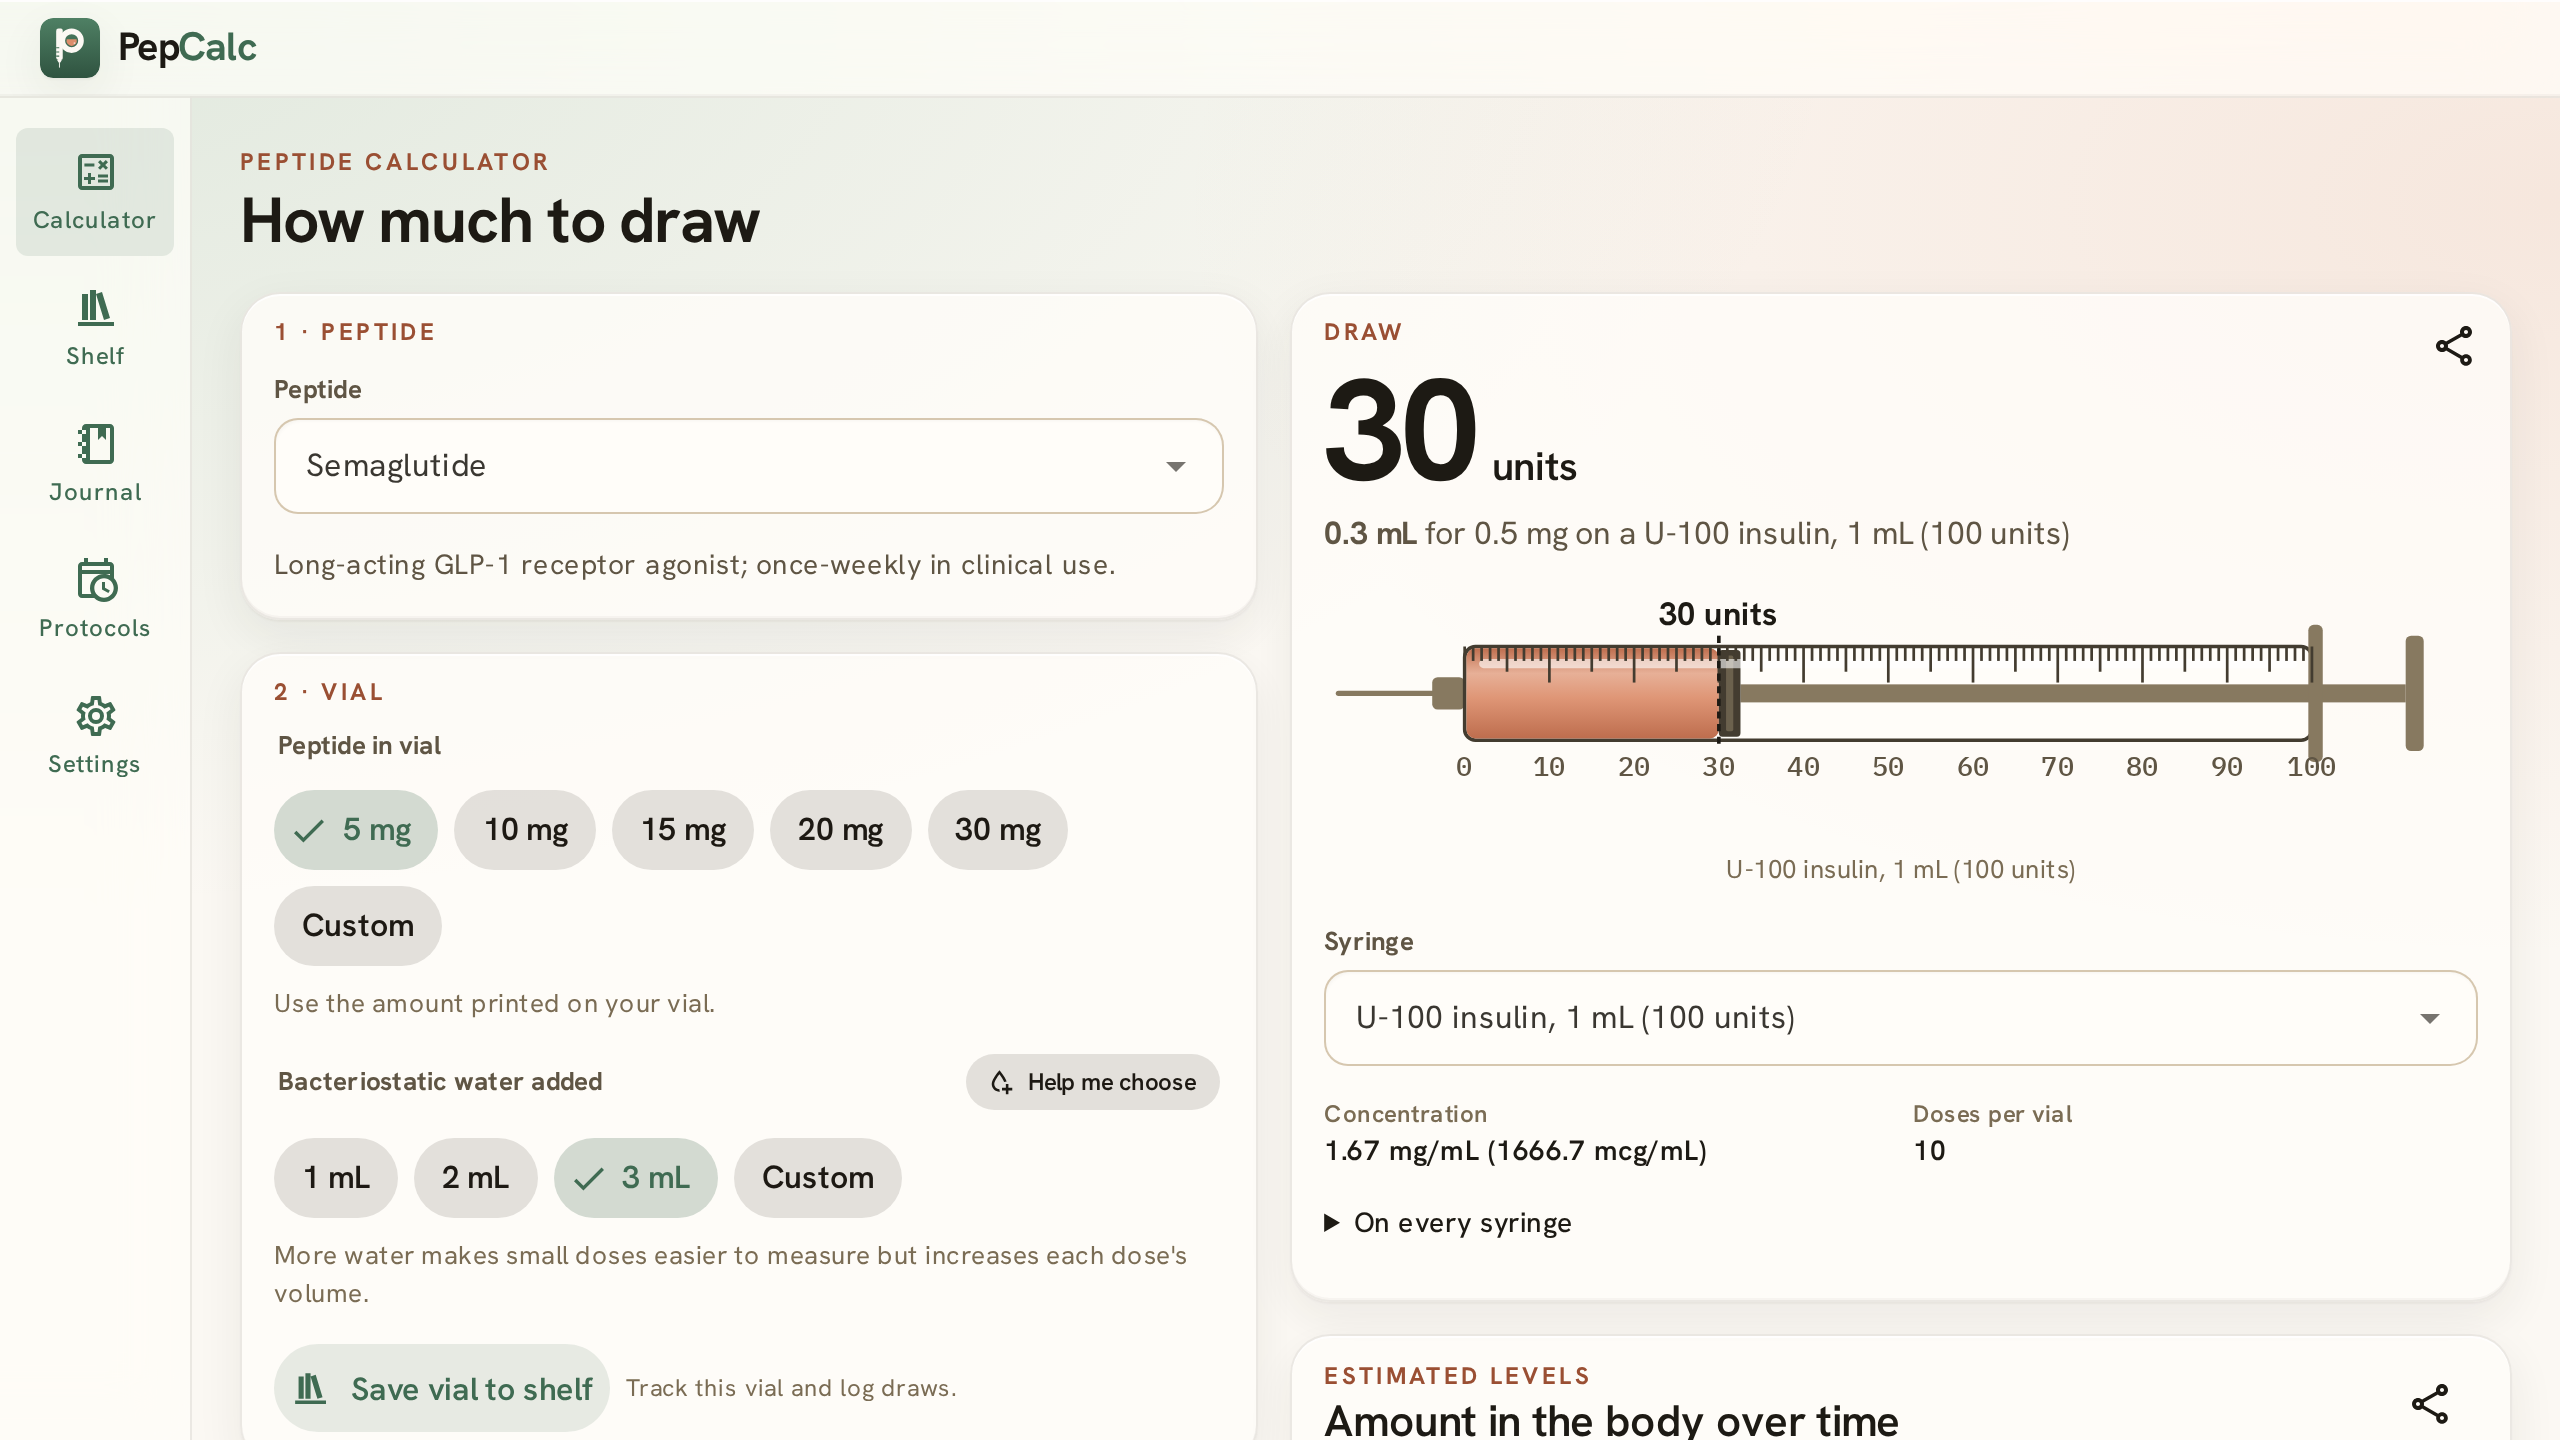 PepCalc
Calculator
Shelf
Journal
Protocols
Settings
PEPTIDE CALCULATOR
How much to draw
1 · PEPTIDE
Peptide
Semaglutide
Long-acting GLP-1 receptor agonist; once-weekly in clinical use.
2 · VIAL
Peptide in vial
5 mg 10 mg 15 mg 20 mg 30 mg
Custom
Use the amount printed on your vial.
Bacteriostatic water added Help me choose
1 mL 2 mL 3 mL Custom
More water makes small doses easier to measure but increases each dose's
volume.
Save vial to shelf Track this vial and log draws.
DRAW
30 units
0.3 mL for 0.5 mg on a U-100 insulin, 1 mL (100 units)
30 units
0 10 20 30 40 50 60 70 80 90 100
U-100 insulin, 1 mL (100 units)
Syringe
U-100 insulin, 1 mL (100 units)
Concentration Doses per vial
1.67 mg/mL (1666.7 mcg/mL) 10
On every syringe
ESTIMATED LEVELS
Amount in the body over time